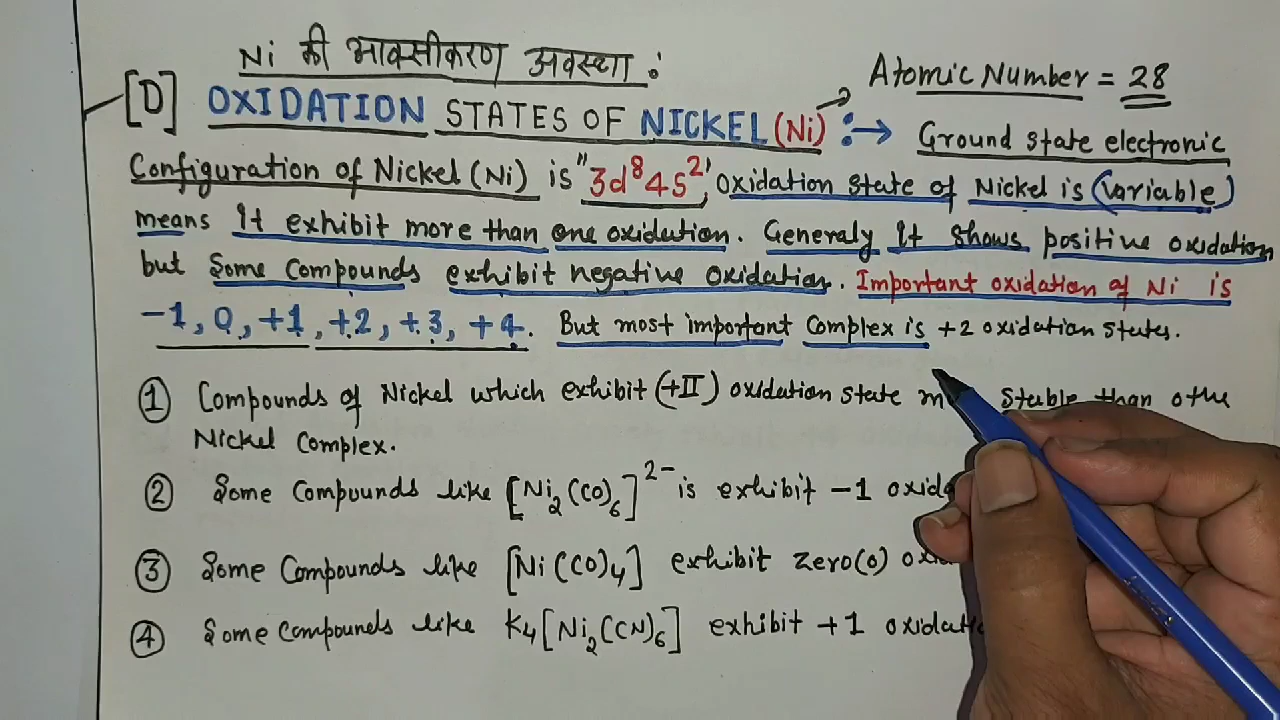 Ni की आक्सीकरण अवस्था :
Atomic Number = 28
[D] OXIDATION STATES OF NICKEL (Ni) :→ Ground state electronic
Configuration of Nickel (Ni) is "3d⁸4s²", Oxidation state of Nickel is (variable)
means It exhibit more than one oxidation. Generaly It shows positive oxidation
but Some Compounds exhibit negative oxidation. Important oxidation of Ni is
-1, 0, +1, +2, +3, +4. But most important Complex is +2 oxidation states.
① Compounds of Nickel which exhibit (+II) oxidation state Stable than othe
Nickel Complex.
② Some Compounds like [Ni₂(CO)₆]²⁻ is exhibit -1
③ Some Compounds like [Ni(CO)₄] exhibit zero(0)
④ Some Compounds like K₄[Ni₂(CN)₆] exhibit +1